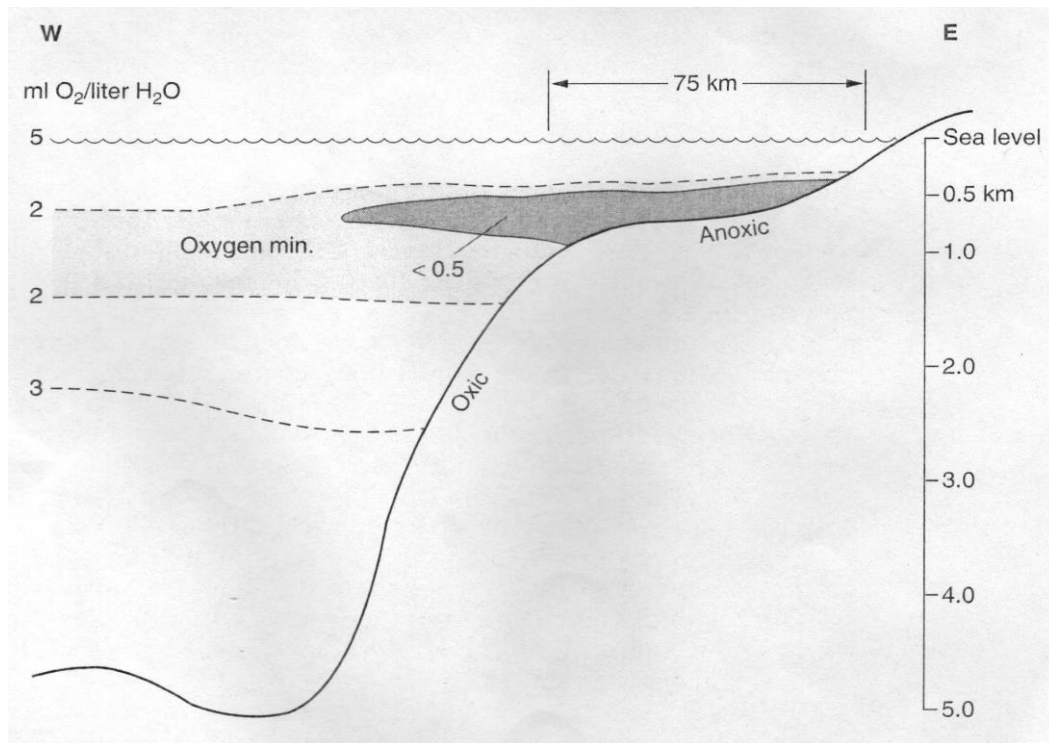 W
E
ml O₂/liter H₂O
75 km
5
Sea level
0.5 km
2
Oxygen min.
Anoxic
< 0.5
1.0
2
2.0
3
Oxic
3.0
4.0
5.0